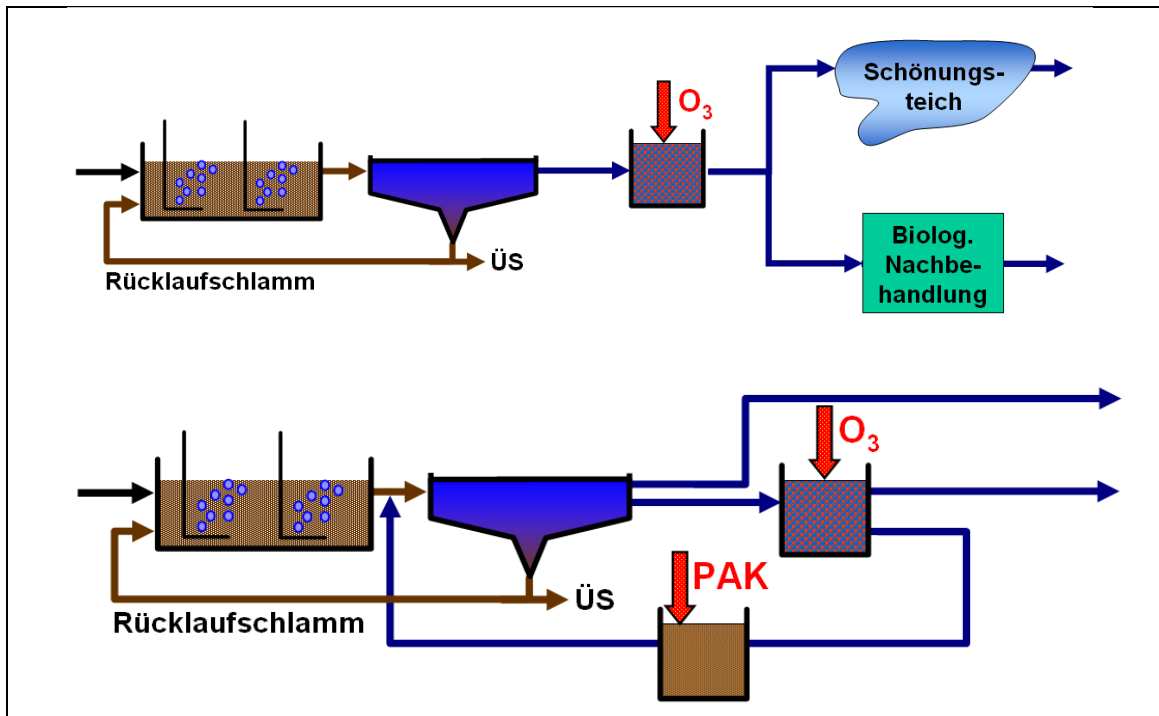 Schönungs-
teich
O₃
Biolog.
Nachbe-
handlung
ÜS
Rücklaufschlamm
O₃
PAK
ÜS
Rücklaufschlamm